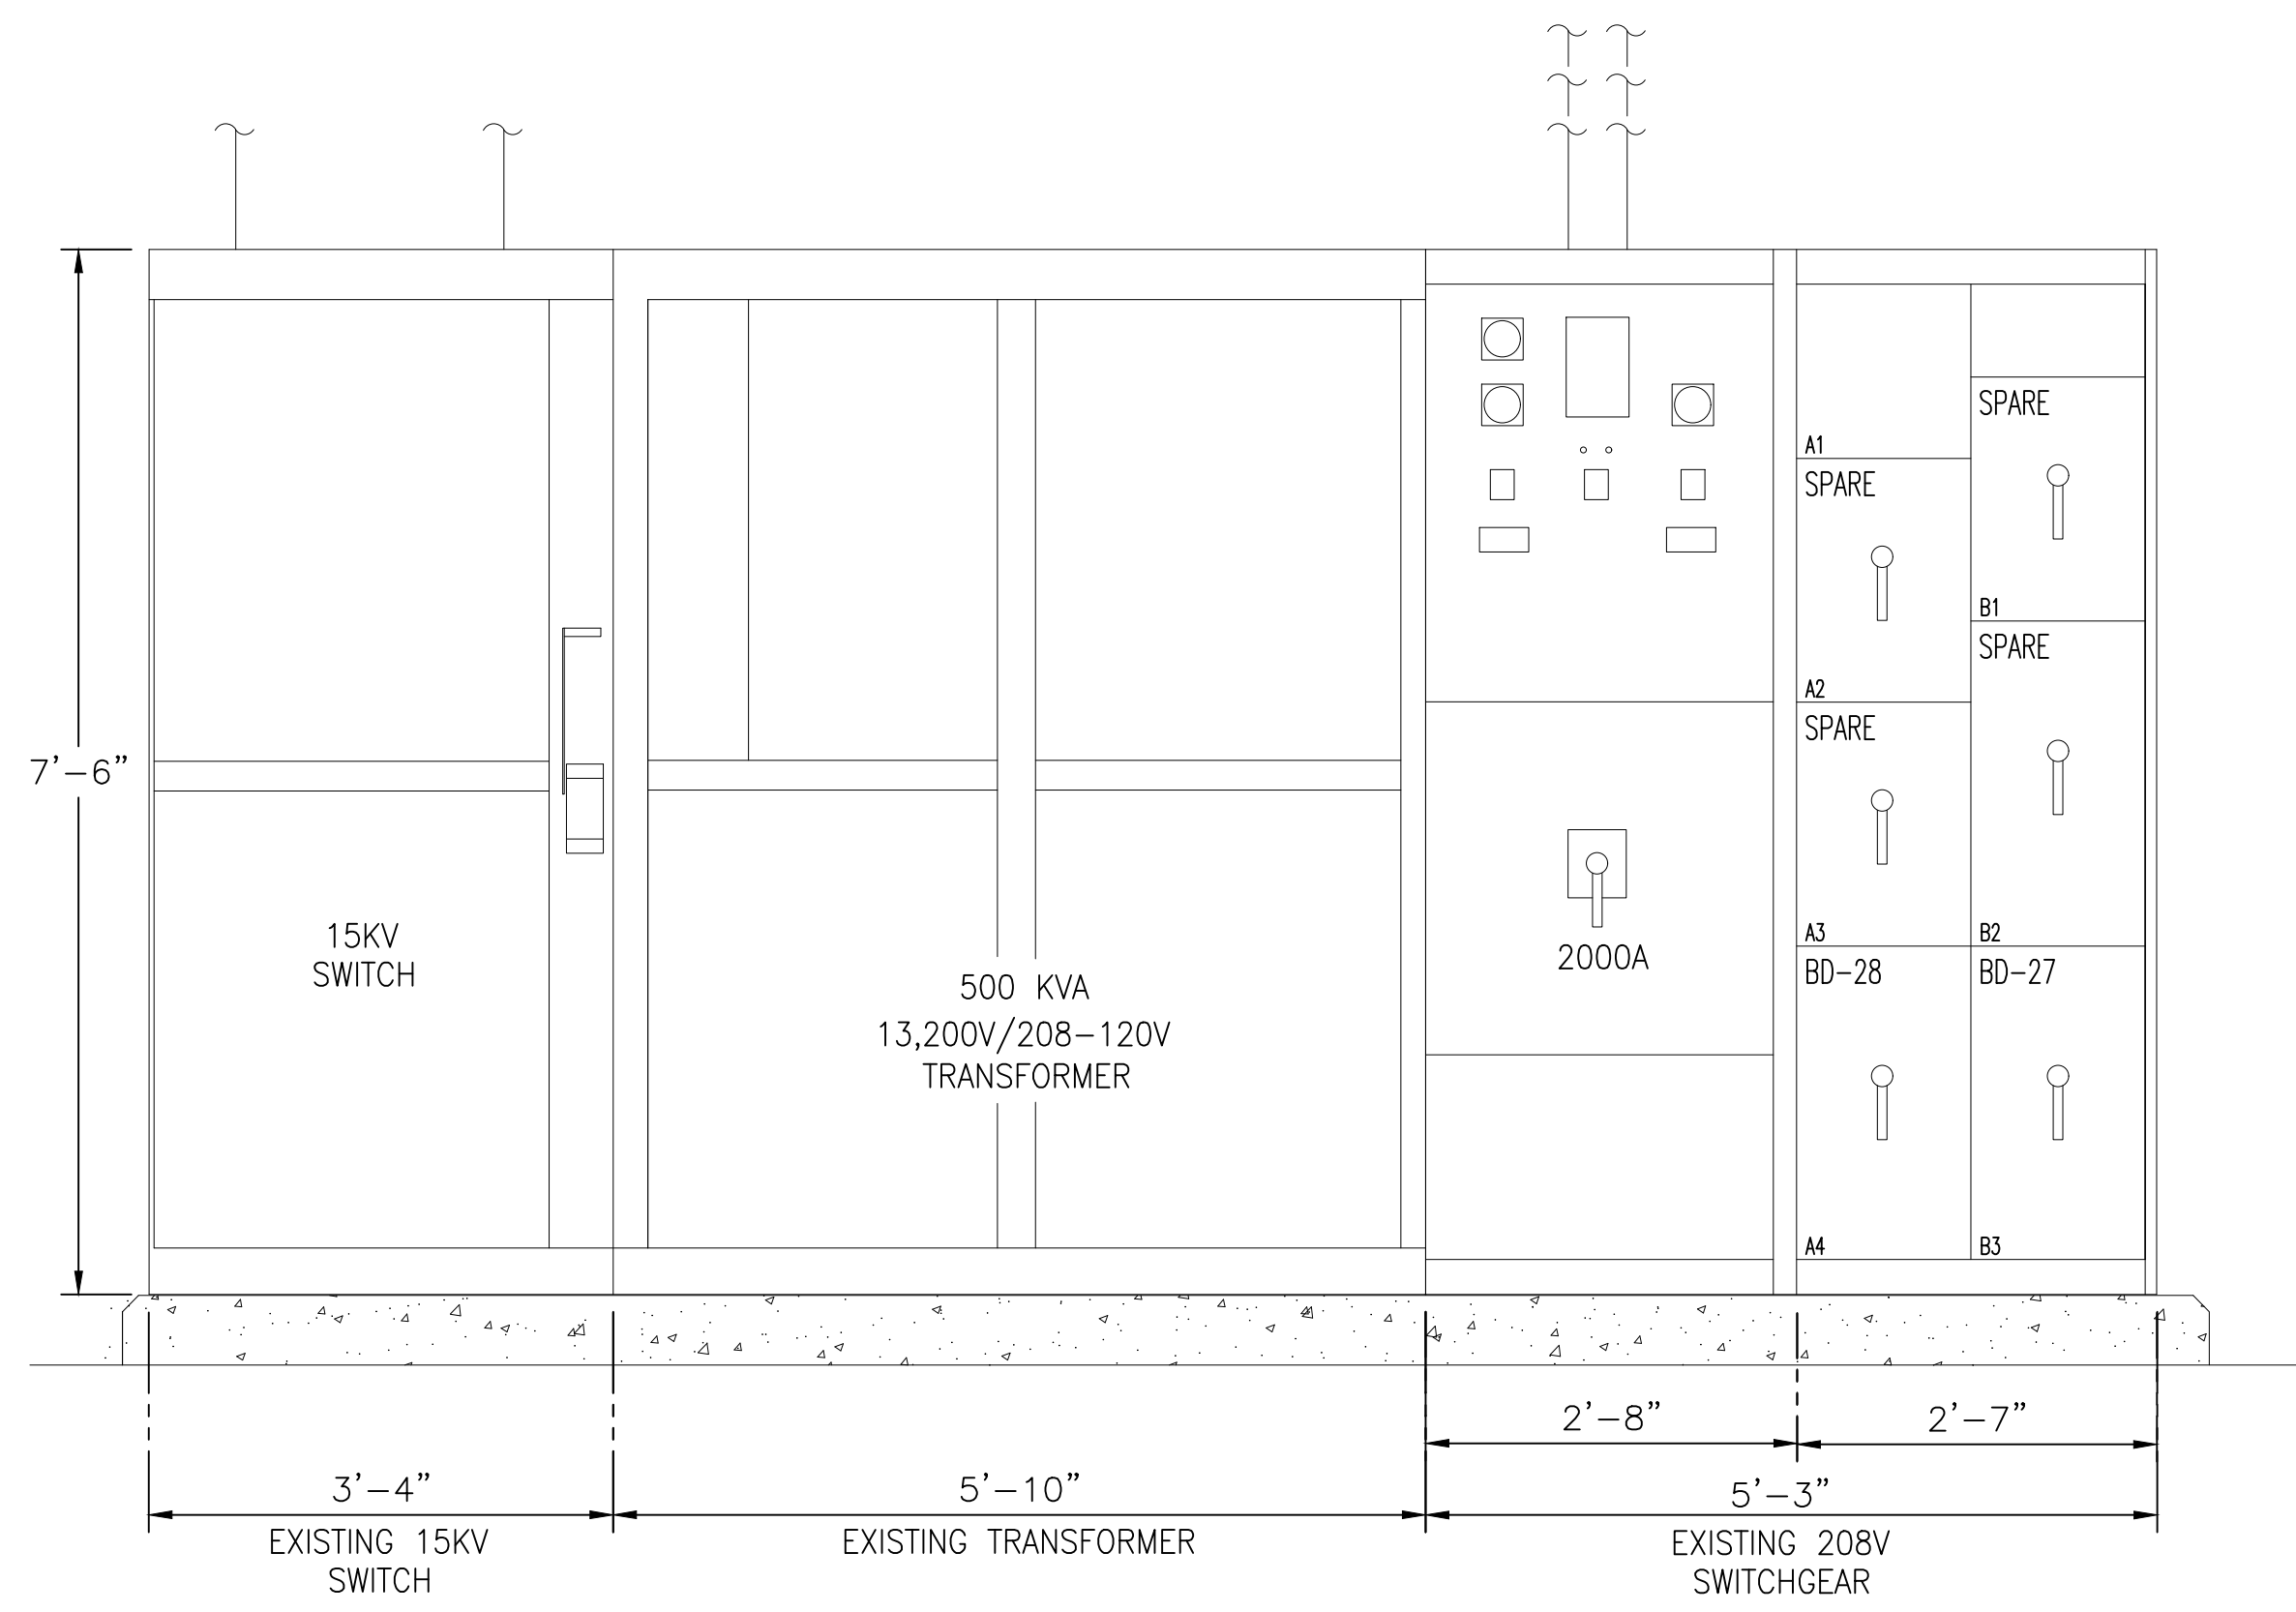 A1
SPARE
SPARE
A2
B1
SPARE
SPARE
7'-6"
A3
B2
15KV
SWITCH
2000A
BD-28
BD-27
500 KVA
13,200V/208-120V
TRANSFORMER
A4
B3
2'-8"
2'-7"
3'-4"
5'-10"
5'-3"
EXISTING 15KV
SWITCH
EXISTING TRANSFORMER
EXISTING 208V
SWITCHGEAR